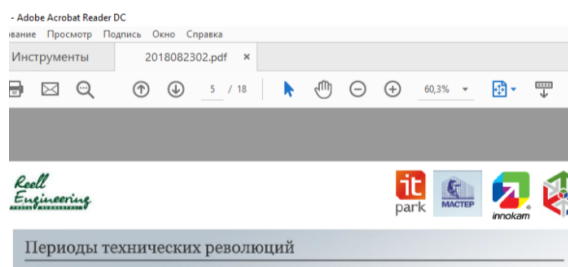 - Adobe Acrobat Reader DC
ование Просмотр Подпись Окно Справка
Инструменты 2018082302.pdf ×
5 / 18 60,3%
Reell
Engineering
it
park
МАСТЕР
innokam
Периоды технических революций